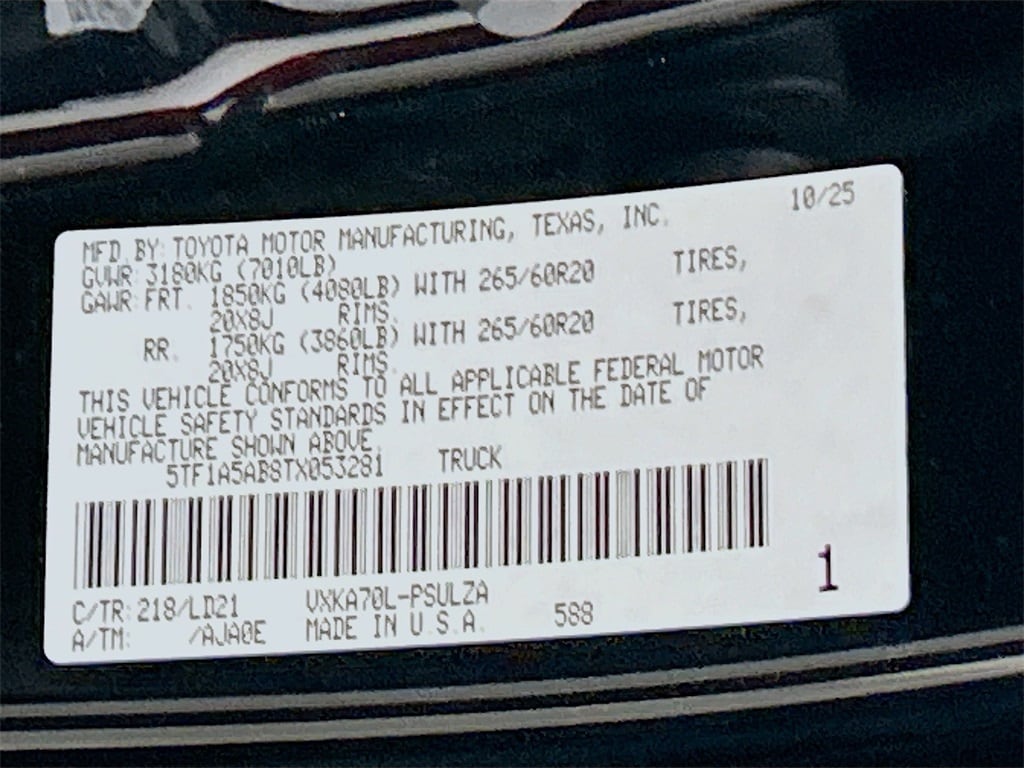 10/25
MFD. BY: TOYOTA MOTOR MANUFACTURING, TEXAS, INC.
GVWR: 3180KG (7010LB)
GAWR: FRT. 1850KG (4080LB) WITH 265/60R20 TIRES,
20X8J RIMS.
RR. 1750KG (3860LB) WITH 265/60R20 TIRES,
20X8J RIMS.
THIS VEHICLE CONFORMS TO ALL APPLICABLE FEDERAL MOTOR
VEHICLE SAFETY STANDARDS IN EFFECT ON THE DATE OF
MANUFACTURE SHOWN ABOVE.
5TF1A5AB8TX053281 TRUCK
C/TR: 218/LD21 VXKA70L-PSULZA
A/TM: /AJA0E MADE IN U.S.A. 588
1